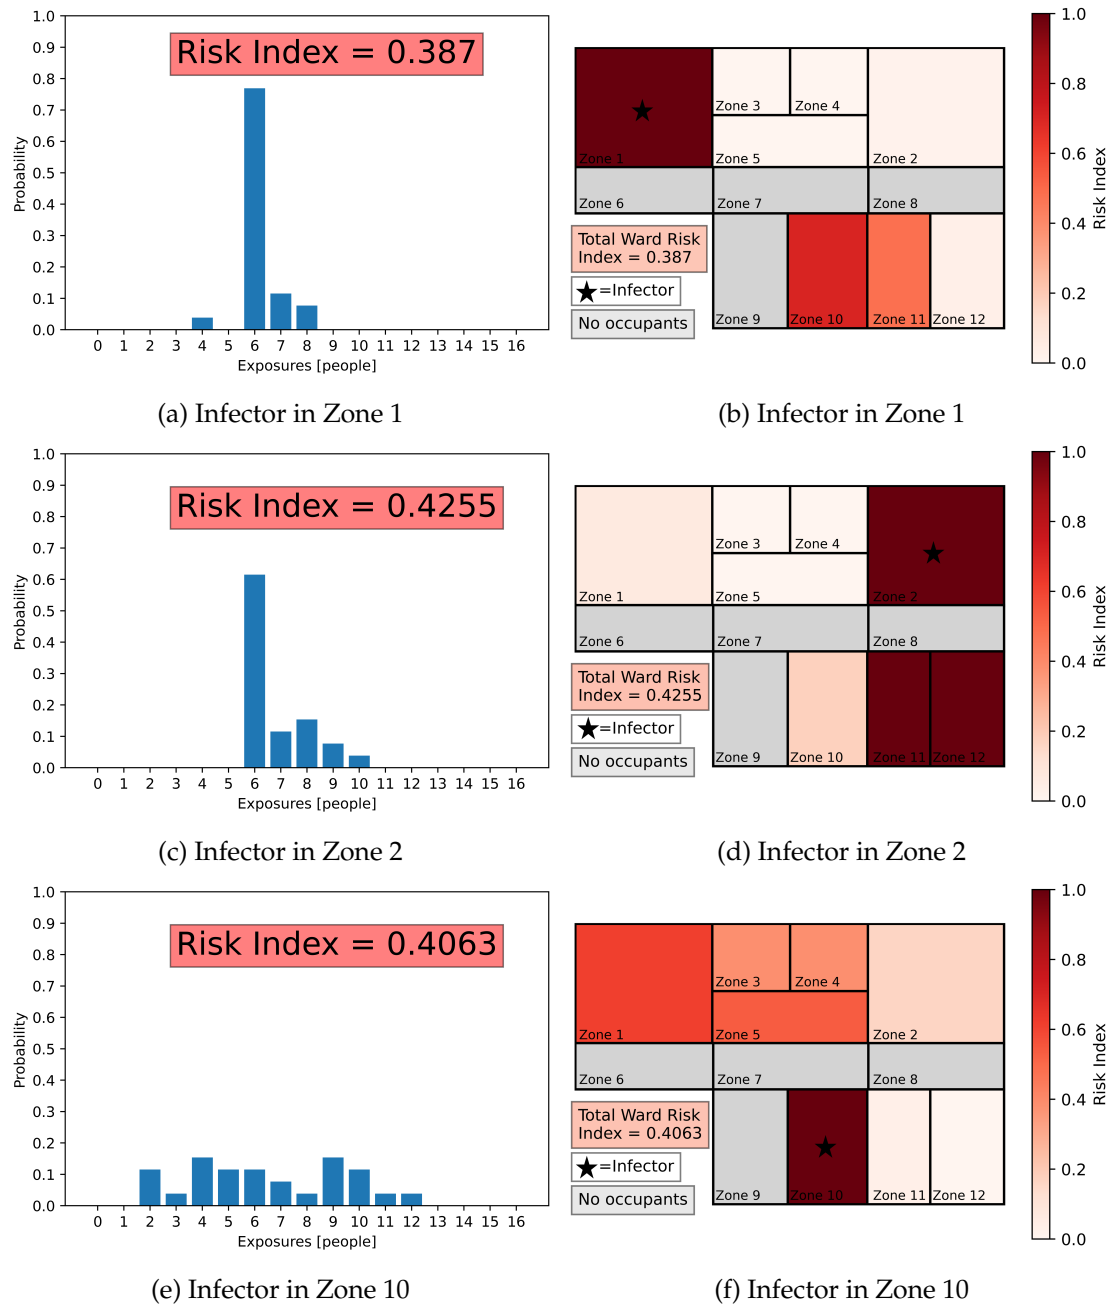 Risk Index = 0.387
Probability
1.0
0.9
0.8
0.7
0.6
0.5
0.4
0.3
0.2
0.1
0.0
0 1 2 3 4 5 6 7 8 9 10 11 12 13 14 15 16
Exposures [people]
Zone 1
Zone 3
Zone 4
Zone 5
Zone 2
Zone 6
Zone 7
Zone 8
Total Ward Risk
Index = 0.387
=Infector
No occupants
Zone 9
Zone 10
Zone 11
Zone 12
1.0
0.8
0.6
0.4
0.2
0.0
Risk Index
(a) Infector in Zone 1
(b) Infector in Zone 1
Risk Index = 0.4255
Probability
1.0
0.9
0.8
0.7
0.6
0.5
0.4
0.3
0.2
0.1
0.0
0 1 2 3 4 5 6 7 8 9 10 11 12 13 14 15 16
Exposures [people]
Zone 1
Zone 3
Zone 4
Zone 5
Zone 2
Zone 6
Zone 7
Zone 8
Total Ward Risk
Index = 0.4255
=Infector
No occupants
Zone 9
Zone 10
Zone 11
Zone 12
1.0
0.8
0.6
0.4
0.2
0.0
Risk Index
(c) Infector in Zone 2
(d) Infector in Zone 2
Risk Index = 0.4063
Probability
1.0
0.9
0.8
0.7
0.6
0.5
0.4
0.3
0.2
0.1
0.0
0 1 2 3 4 5 6 7 8 9 10 11 12 13 14 15 16
Exposures [people]
Zone 1
Zone 3
Zone 4
Zone 5
Zone 2
Zone 6
Zone 7
Zone 8
Total Ward Risk
Index = 0.4063
=Infector
No occupants
Zone 9
Zone 10
Zone 11
Zone 12
1.0
0.8
0.6
0.4
0.2
0.0
Risk Index
(e) Infector in Zone 10
(f) Infector in Zone 10